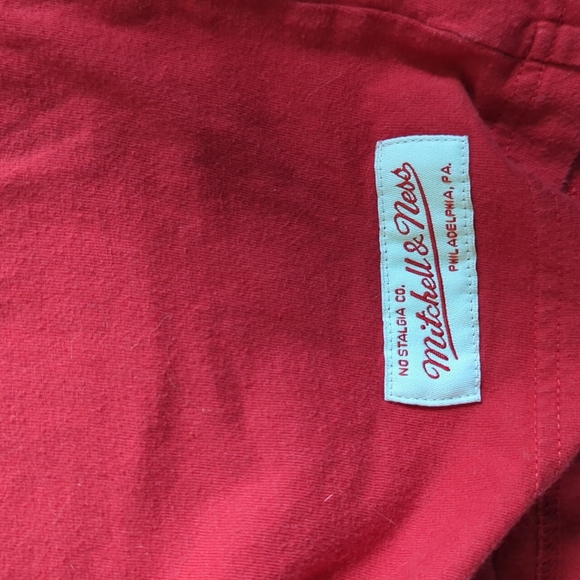 NOSTALGIA CO.
Mitchell & Ness
PHILADELPHIA, PA.